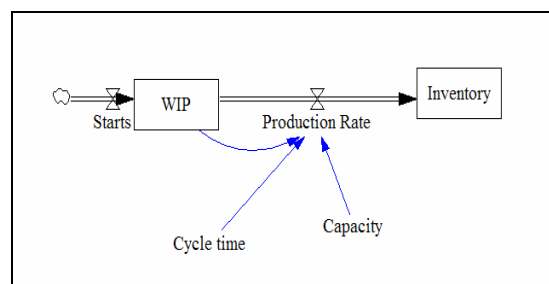 WIP
Inventory
Starts
Production Rate
Cycle time
Capacity